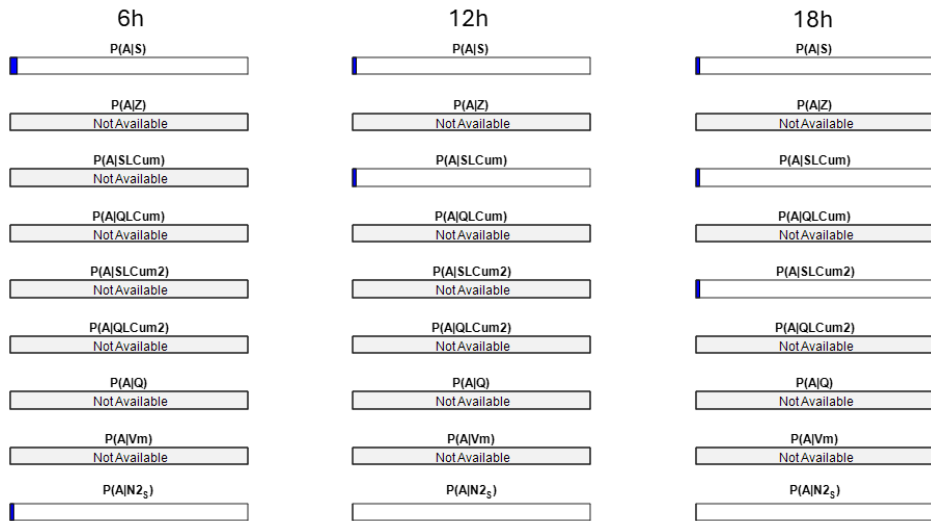 6h 12h 18h
P(A|S) P(A|S) P(A|S)
P(A|Z) P(A|Z) P(A|Z)
Not Available Not Available Not Available
P(A|SLCum) P(A|SLCum) P(A|SLCum)
Not Available
P(A|QLCum) P(A|QLCum) P(A|QLCum)
Not Available Not Available Not Available
P(A|SLCum2) P(A|SLCum2) P(A|SLCum2)
Not Available Not Available
P(A|QLCum2) P(A|QLCum2) P(A|QLCum2)
Not Available Not Available Not Available
P(A|Q) P(A|Q) P(A|Q)
Not Available Not Available Not Available
P(A|Vm) P(A|Vm) P(A|Vm)
Not Available Not Available Not Available
P(A|N2s) P(A|N2s) P(A|N2s)